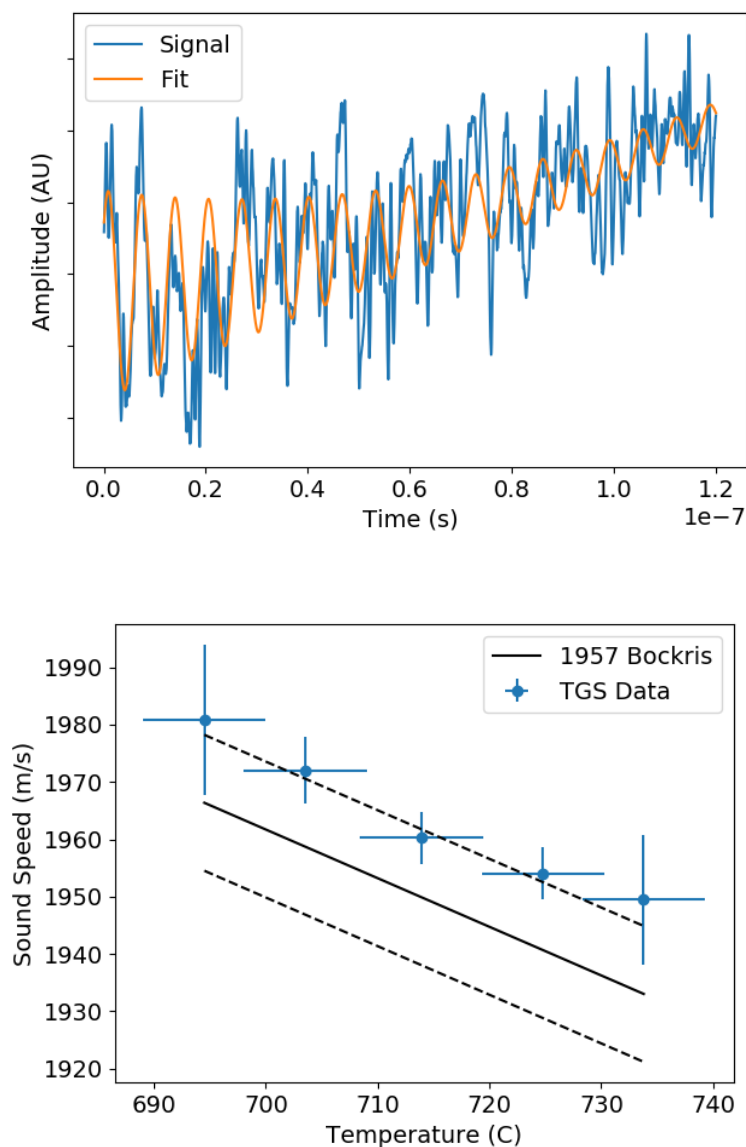 Signal
Fit
Amplitude (AU)
0.0 0.2 0.4 0.6 0.8 1.0 1.2
1e−7
Time (s)
1957 Bockris
TGS Data
Sound Speed (m/s)
1990
1980
1970
1960
1950
1940
1930
1920
690 700 710 720 730 740
Temperature (C)